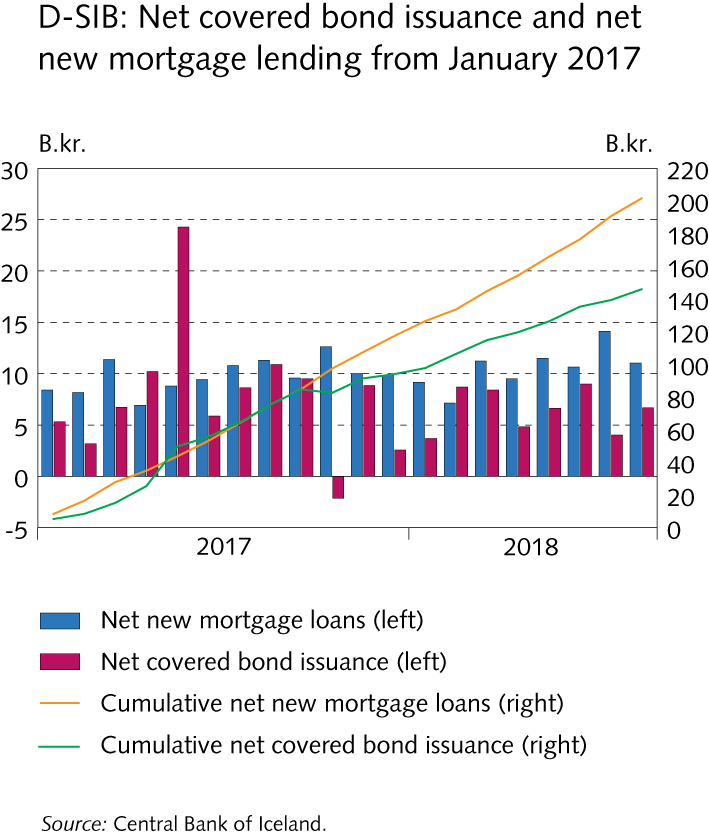 D-SIB: Net covered bond issuance and net
new mortgage lending from January 2017
B.kr.
B.kr.
30
25
20
15
10
5
0
-5
220
200
180
160
140
120
100
80
60
40
20
0
2017
2018
Net new mortgage loans (left)
Net covered bond issuance (left)
Cumulative net new mortgage loans (right)
Cumulative net covered bond issuance (right)
Source: Central Bank of Iceland.